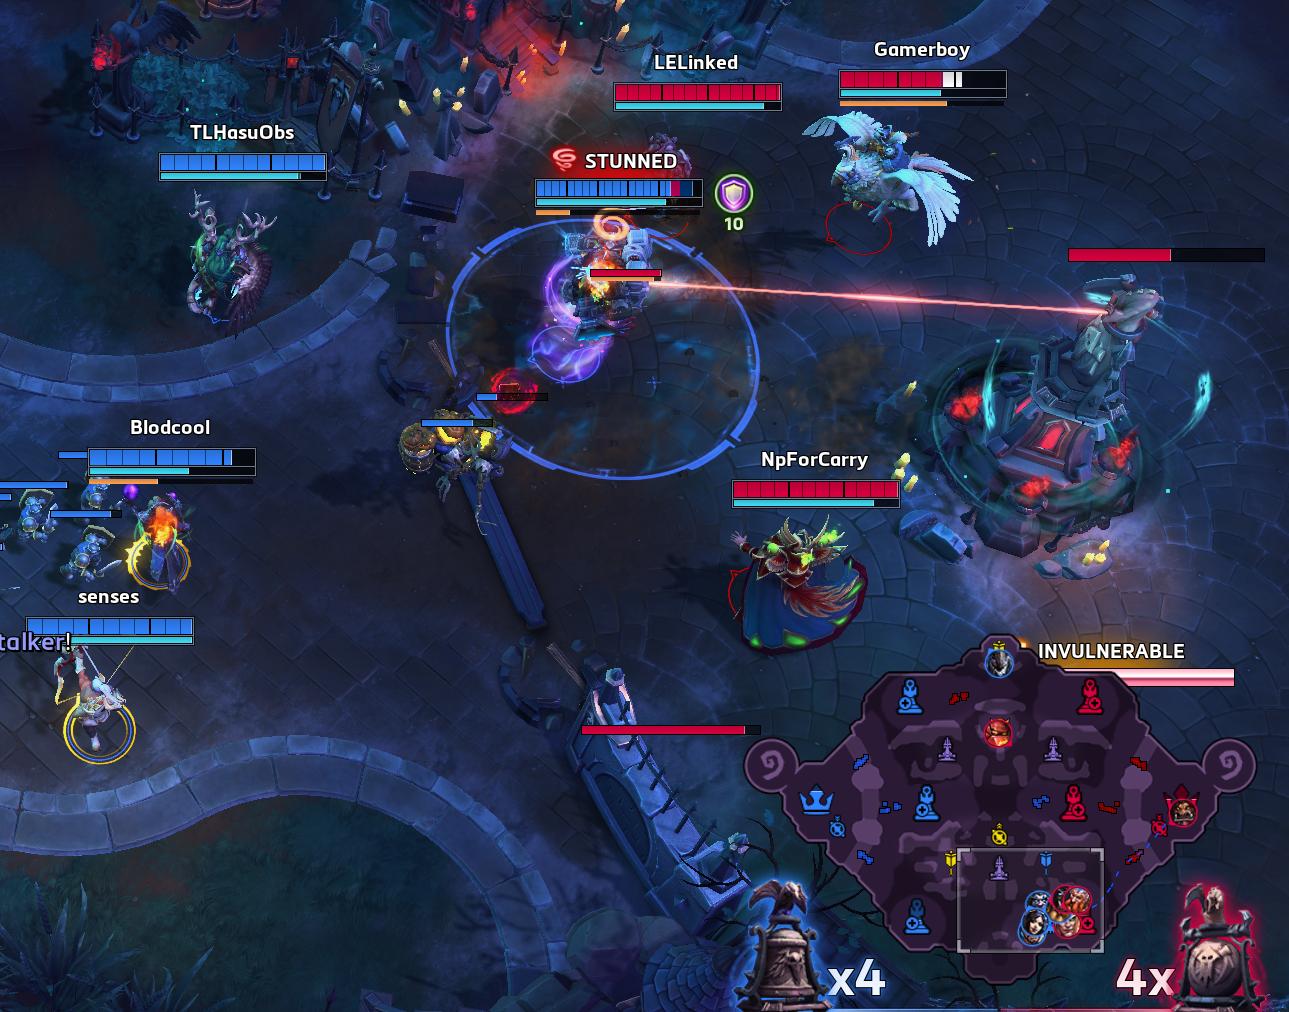 Gamerboy
LELinked
TLHasuObs
STUNNED
10
Blodcool
NpForCarry
senses
talker!
INVULNERABLE
x4
4x